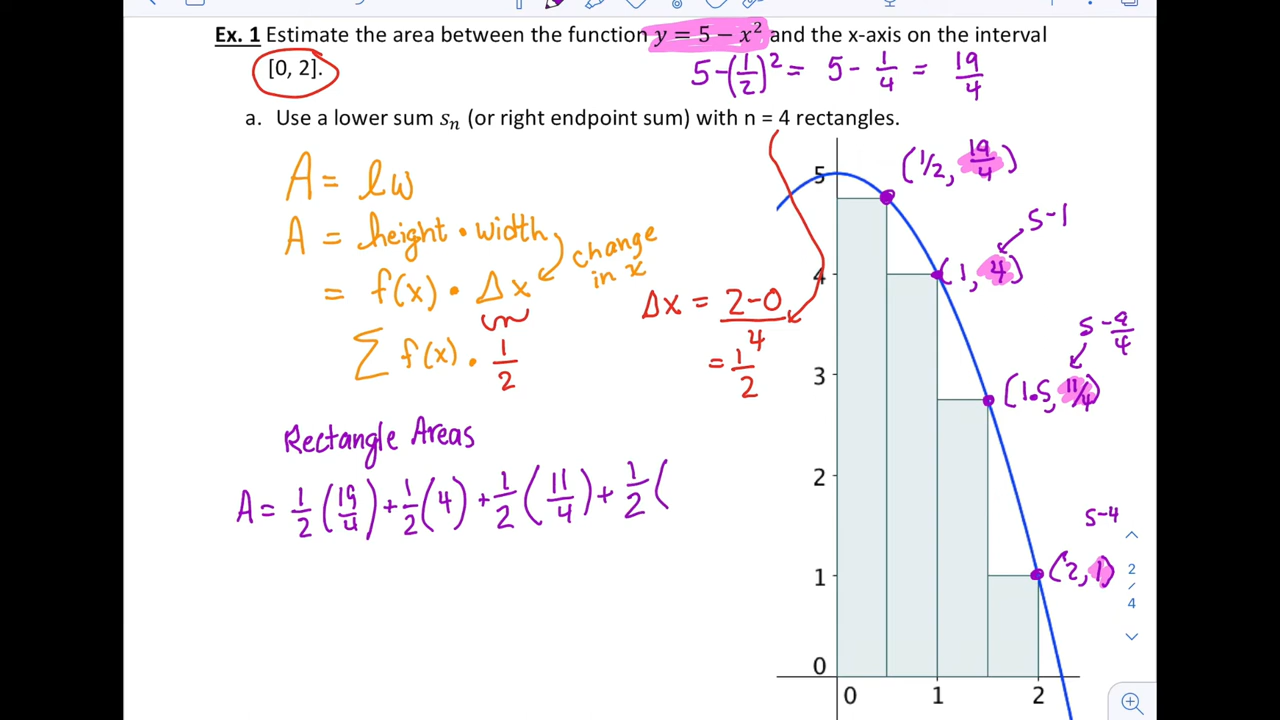 Ex. 1 Estimate the area between the function y = 5 − x² and the x-axis on the interval
[0, 2].
5-(1/2)² = 5 - 1/4 = 19/4
a. Use a lower sum sₙ (or right endpoint sum) with n = 4 rectangles.
A = lw
A = height · width
change
in x
= f(x) · Δx
Σ f(x) · 1/2
Δx = 2-0/4
= 1/2
Rectangle Areas
A = 1/2 (19/4) + 1/2 (4) + 1/2 (11/4) + 1/2 (
(1/2, 19/4)
5-1
(1, 4)
5-9/4
(1.5, 11/4)
5-4
(2, 1)
5
4
3
2
1
0
0 1 2
2
/
4